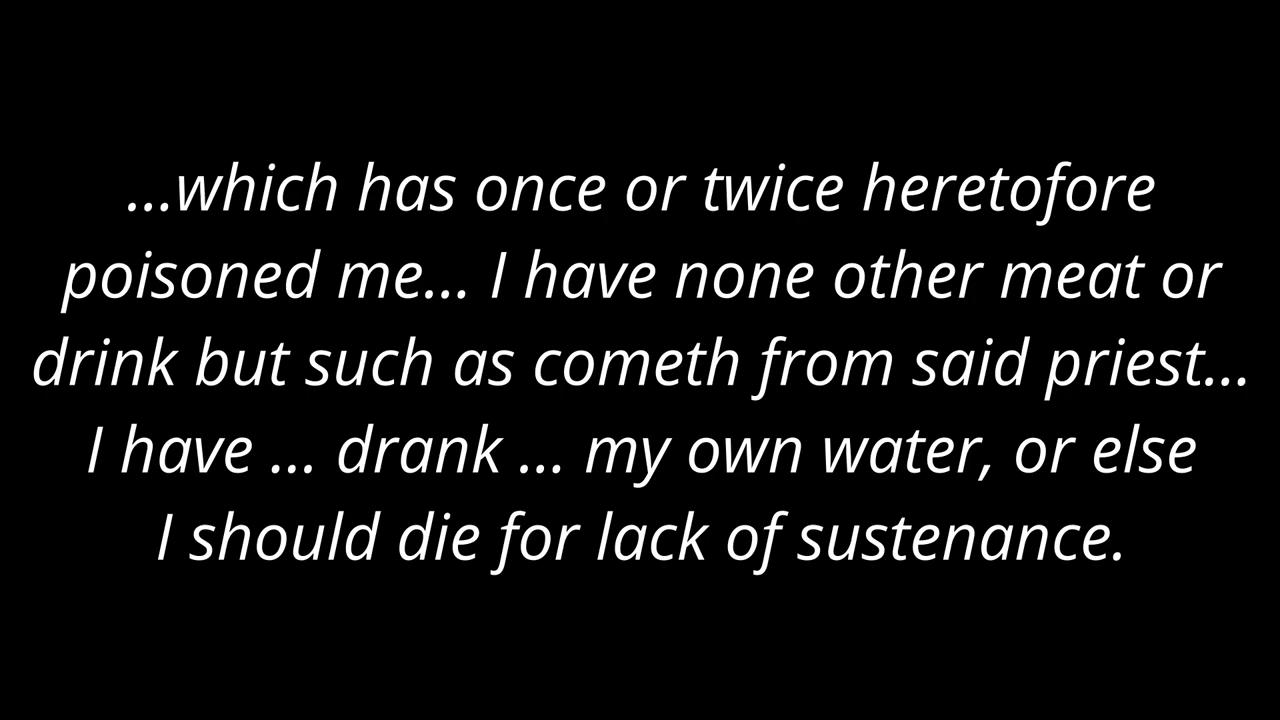 ...which has once or twice heretofore
poisoned me... I have none other meat or
drink but such as cometh from said priest...
I have ... drank ... my own water, or else
I should die for lack of sustenance.